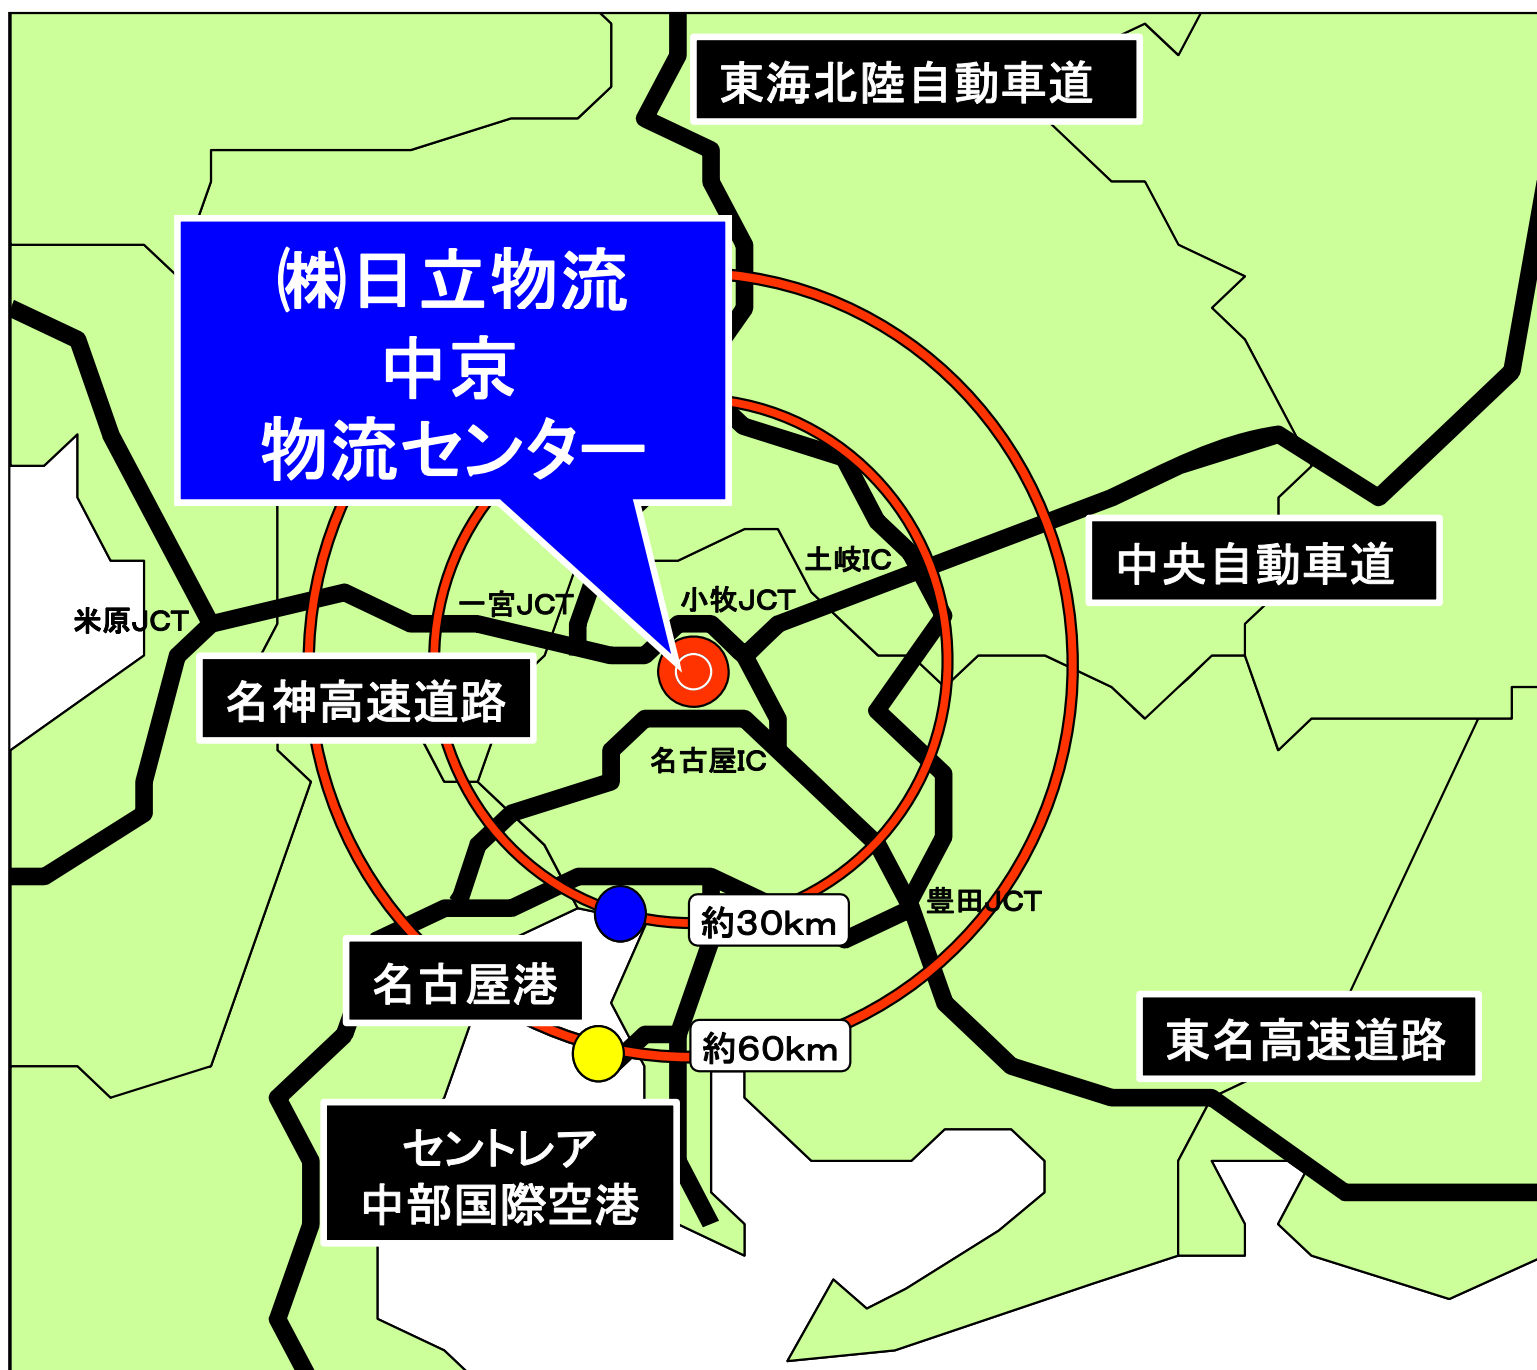 東海北陸自動車道
㈱日立物流
中京
物流センター
中央自動車道
土岐IC
小牧JCT
一宮JCT
米原JCT
名神高速道路
名古屋IC
豊田JCT
約30km
名古屋港
約60km
東名高速道路
セントレア
中部国際空港